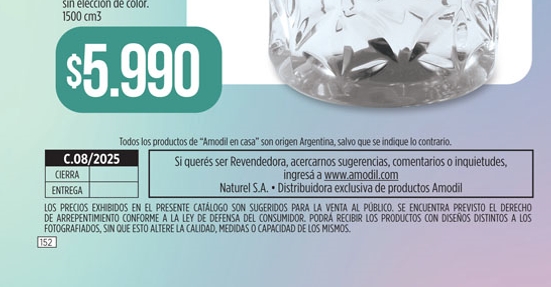 sin elección de color.
1500 cm3
$5.990
Todos los productos de "Amodil en casa" son origen Argentina, salvo que se indique lo contrario.
C.08/2025
CIERRA
ENTREGA
Si querés ser Revendedora, acercarnos sugerencias, comentarios o inquietudes,
ingresá a www.amodil.com
Naturel S.A. • Distribuidora exclusiva de productos Amodil
LOS PRECIOS EXHIBIDOS EN EL PRESENTE CATÁLOGO SON SUGERIDOS PARA LA VENTA AL PÚBLICO. SE ENCUENTRA PREVISTO EL DERECHO
DE ARREPENTIMIENTO CONFORME A LA LEY DE DEFENSA DEL CONSUMIDOR. PODRÁ RECIBIR LOS PRODUCTOS CON DISEÑOS DISTINTOS A LOS
FOTOGRAFIADOS, SIN QUE ESTO ALTERE LA CALIDAD, MEDIDAS O CAPACIDAD DE LOS MISMOS.
152